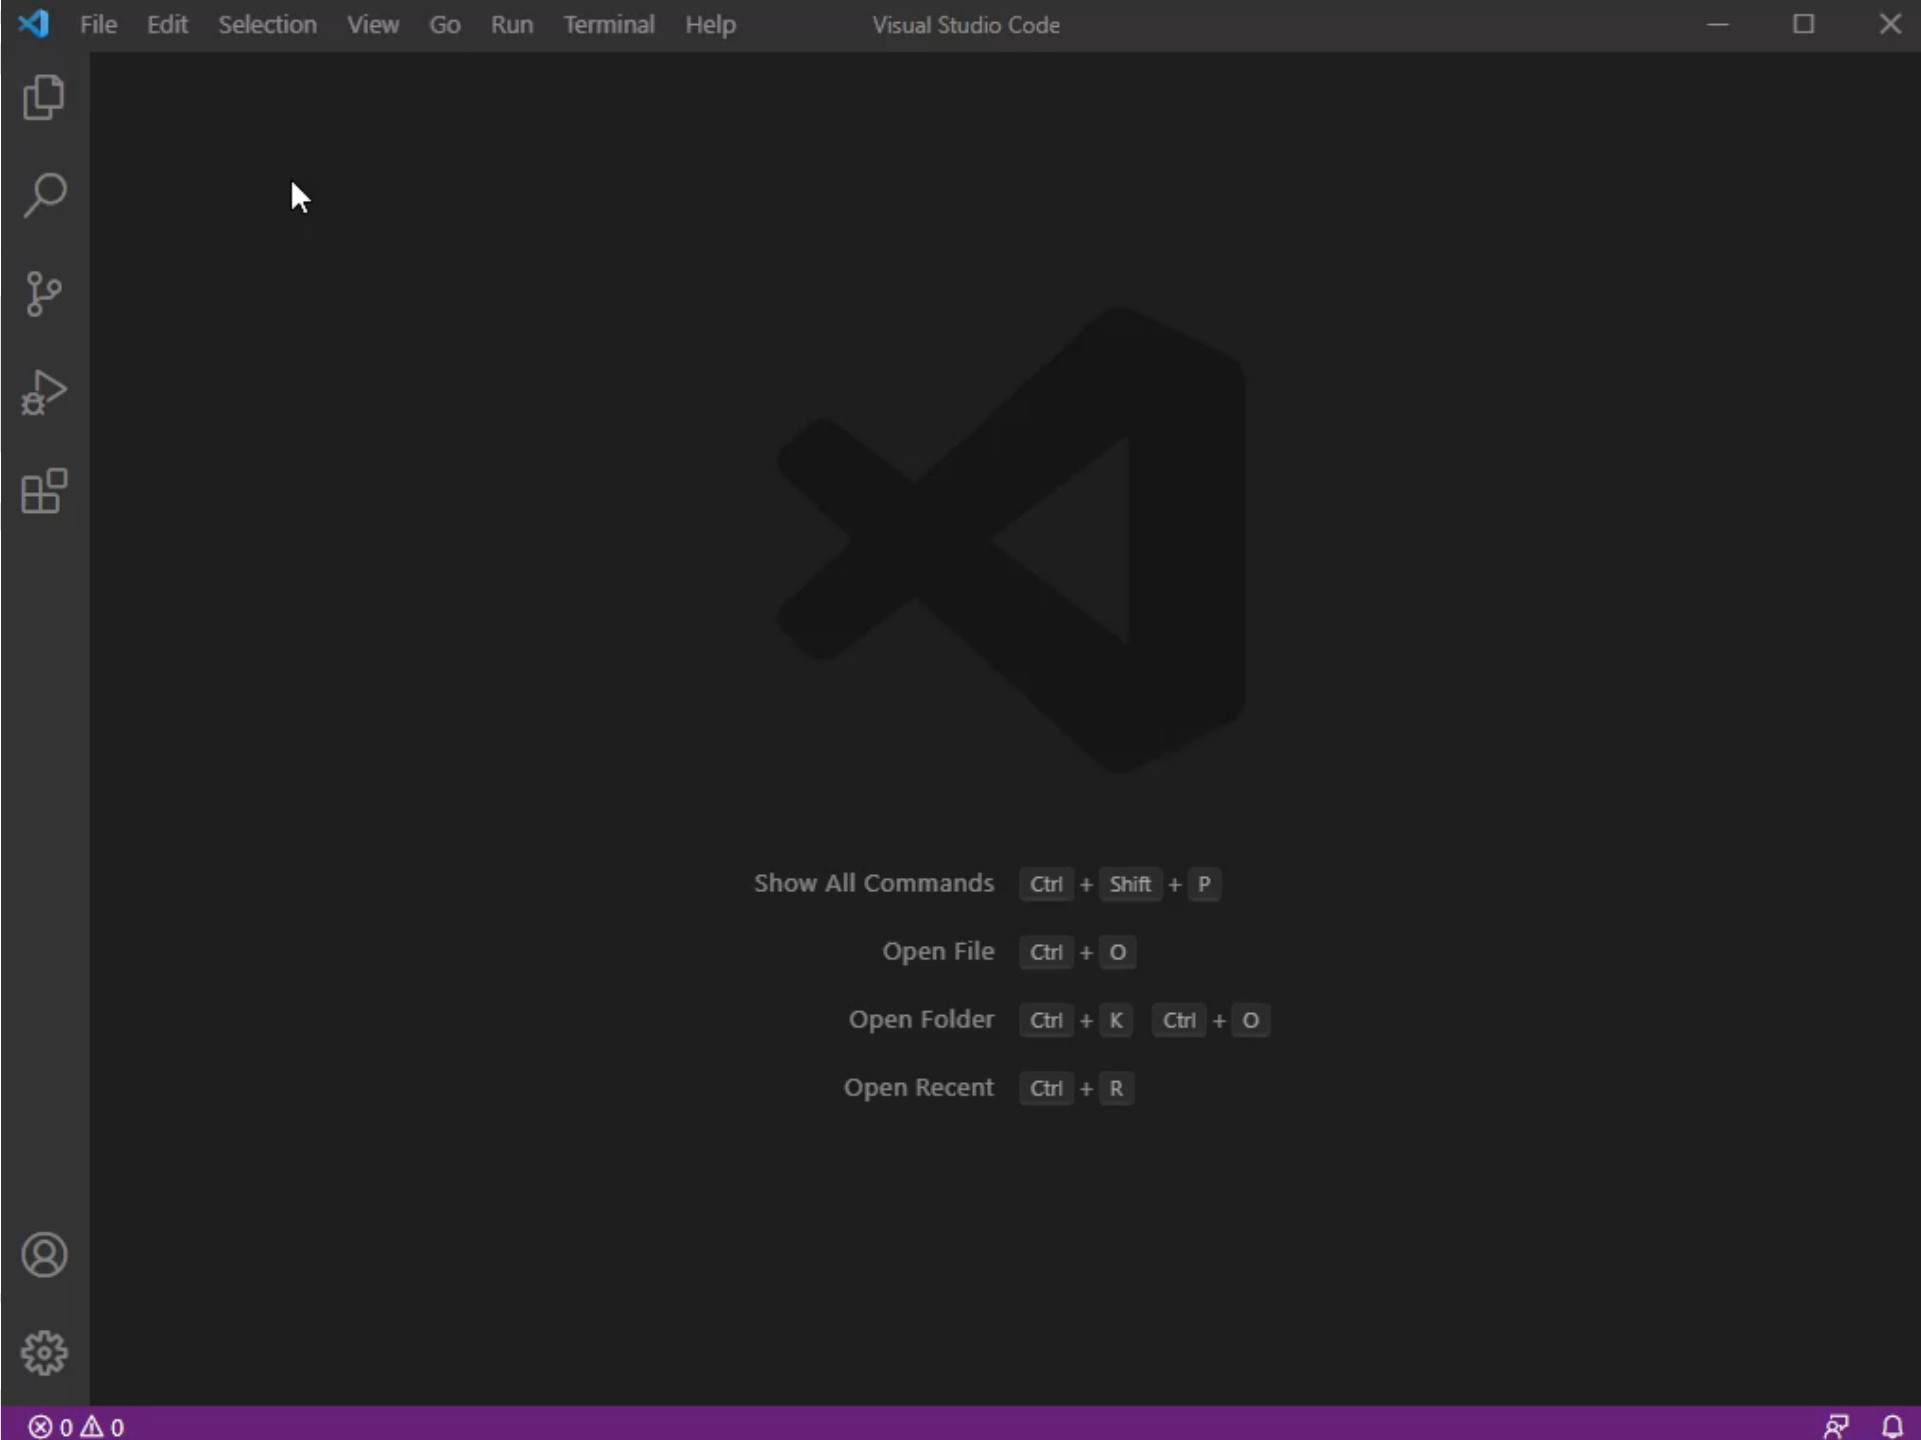 File Edit Selection View Go Run Terminal Help Visual Studio Code
Show All Commands Ctrl + Shift + P
Open File Ctrl + O
Open Folder Ctrl + K Ctrl + O
Open Recent Ctrl + R
0 0